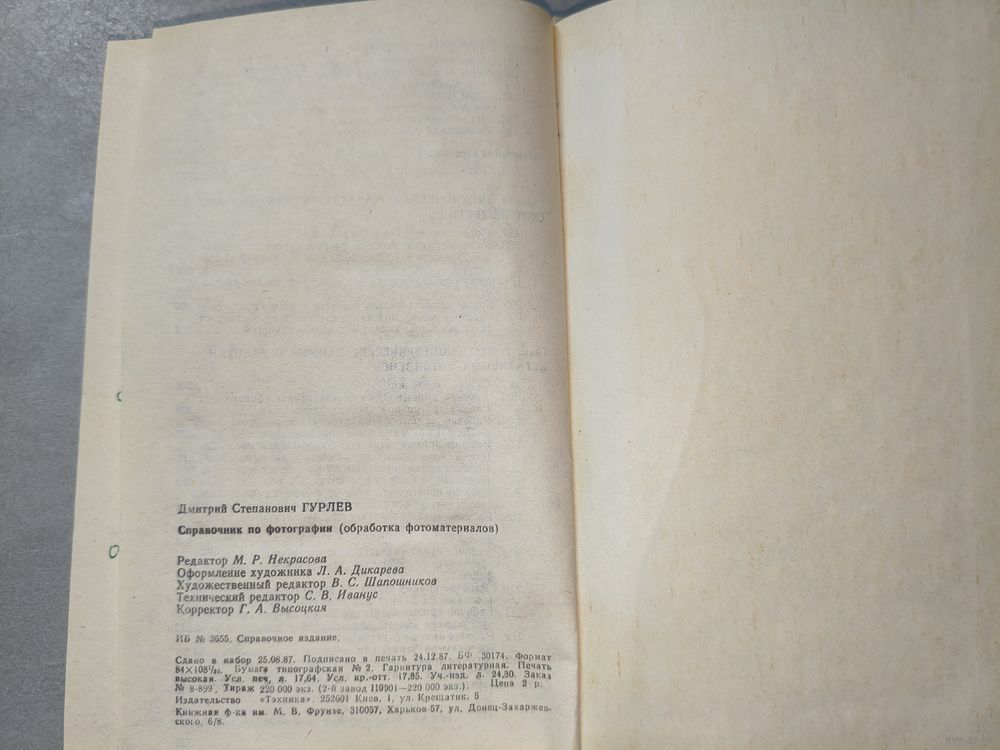 Дмитрий Степанович ГУРЛЕВ
Справочник по фотографии (обработка фотоматериалов)
Редактор М. Р. Некрасова
Оформление художника Л. А. Дикарева
Художественный редактор В. С. Шапошников
Технический редактор С. В. Иванус
Корректор Г. А. Высоцкая
ИБ № 3655. Справочное издание.
Сдано в набор 25.08.87. Подписано в печать 24.12.87. БФ 30174. Формат
84×108¹/₃₁. Бумага типографская № 2. Гарнитура литературная. Печать
высокая. Усл. печ. л. 17,64. Усл. кр.-отт. 17,85. Уч.-изд. л. 24,30. Заказ
№ 8-899. Тираж 220 000 экз. (2-й завод 110001—220 000 экз.). Цена 2 р.
Издательство «Тэхника». 252601 Киев, 1, ул. Крещатик, 5
Книжная ф-ка им. М. В. Фрунзе, 310057, Харьков-57, ул. Донец-Захаржев-
ского, 6/8.